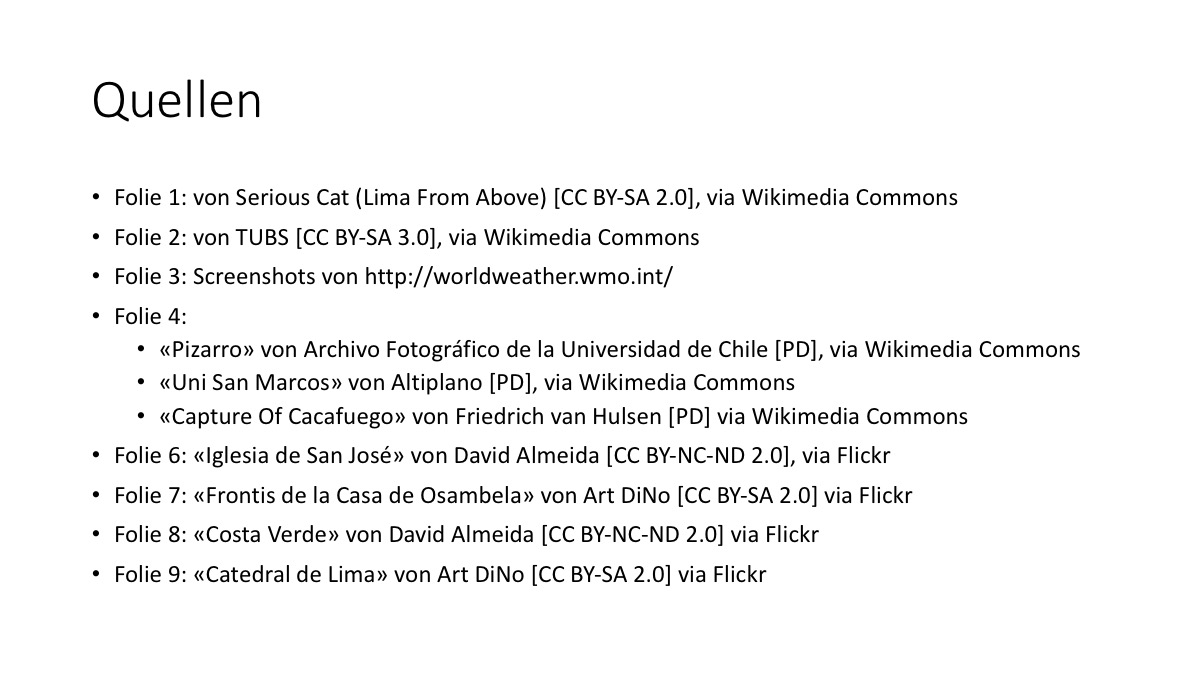 Quellen
• Folie 1: von Serious Cat (Lima From Above) [CC BY-SA 2.0], via Wikimedia Commons
• Folie 2: von TUBS [CC BY-SA 3.0], via Wikimedia Commons
• Folie 3: Screenshots von http://worldweather.wmo.int/
• Folie 4:
• «Pizarro» von Archivo Fotográfico de la Universidad de Chile [PD], via Wikimedia Commons
• «Uni San Marcos» von Altiplano [PD], via Wikimedia Commons
• «Capture Of Cacafuego» von Friedrich van Hulsen [PD] via Wikimedia Commons
• Folie 6: «Iglesia de San José» von David Almeida [CC BY-NC-ND 2.0], via Flickr
• Folie 7: «Frontis de la Casa de Osambela» von Art DiNo [CC BY-SA 2.0] via Flickr
• Folie 8: «Costa Verde» von David Almeida [CC BY-NC-ND 2.0] via Flickr
• Folie 9: «Catedral de Lima» von Art DiNo [CC BY-SA 2.0] via Flickr